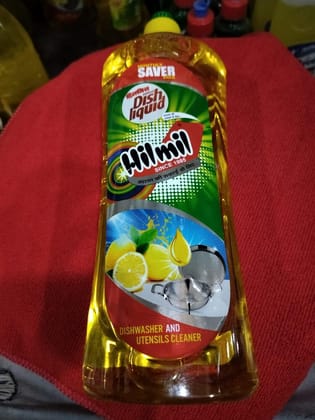 SAVER
Dish
liquid
Hilmil
SINCE 1985
DISHWASHER AND
UTENSILS CLEANER